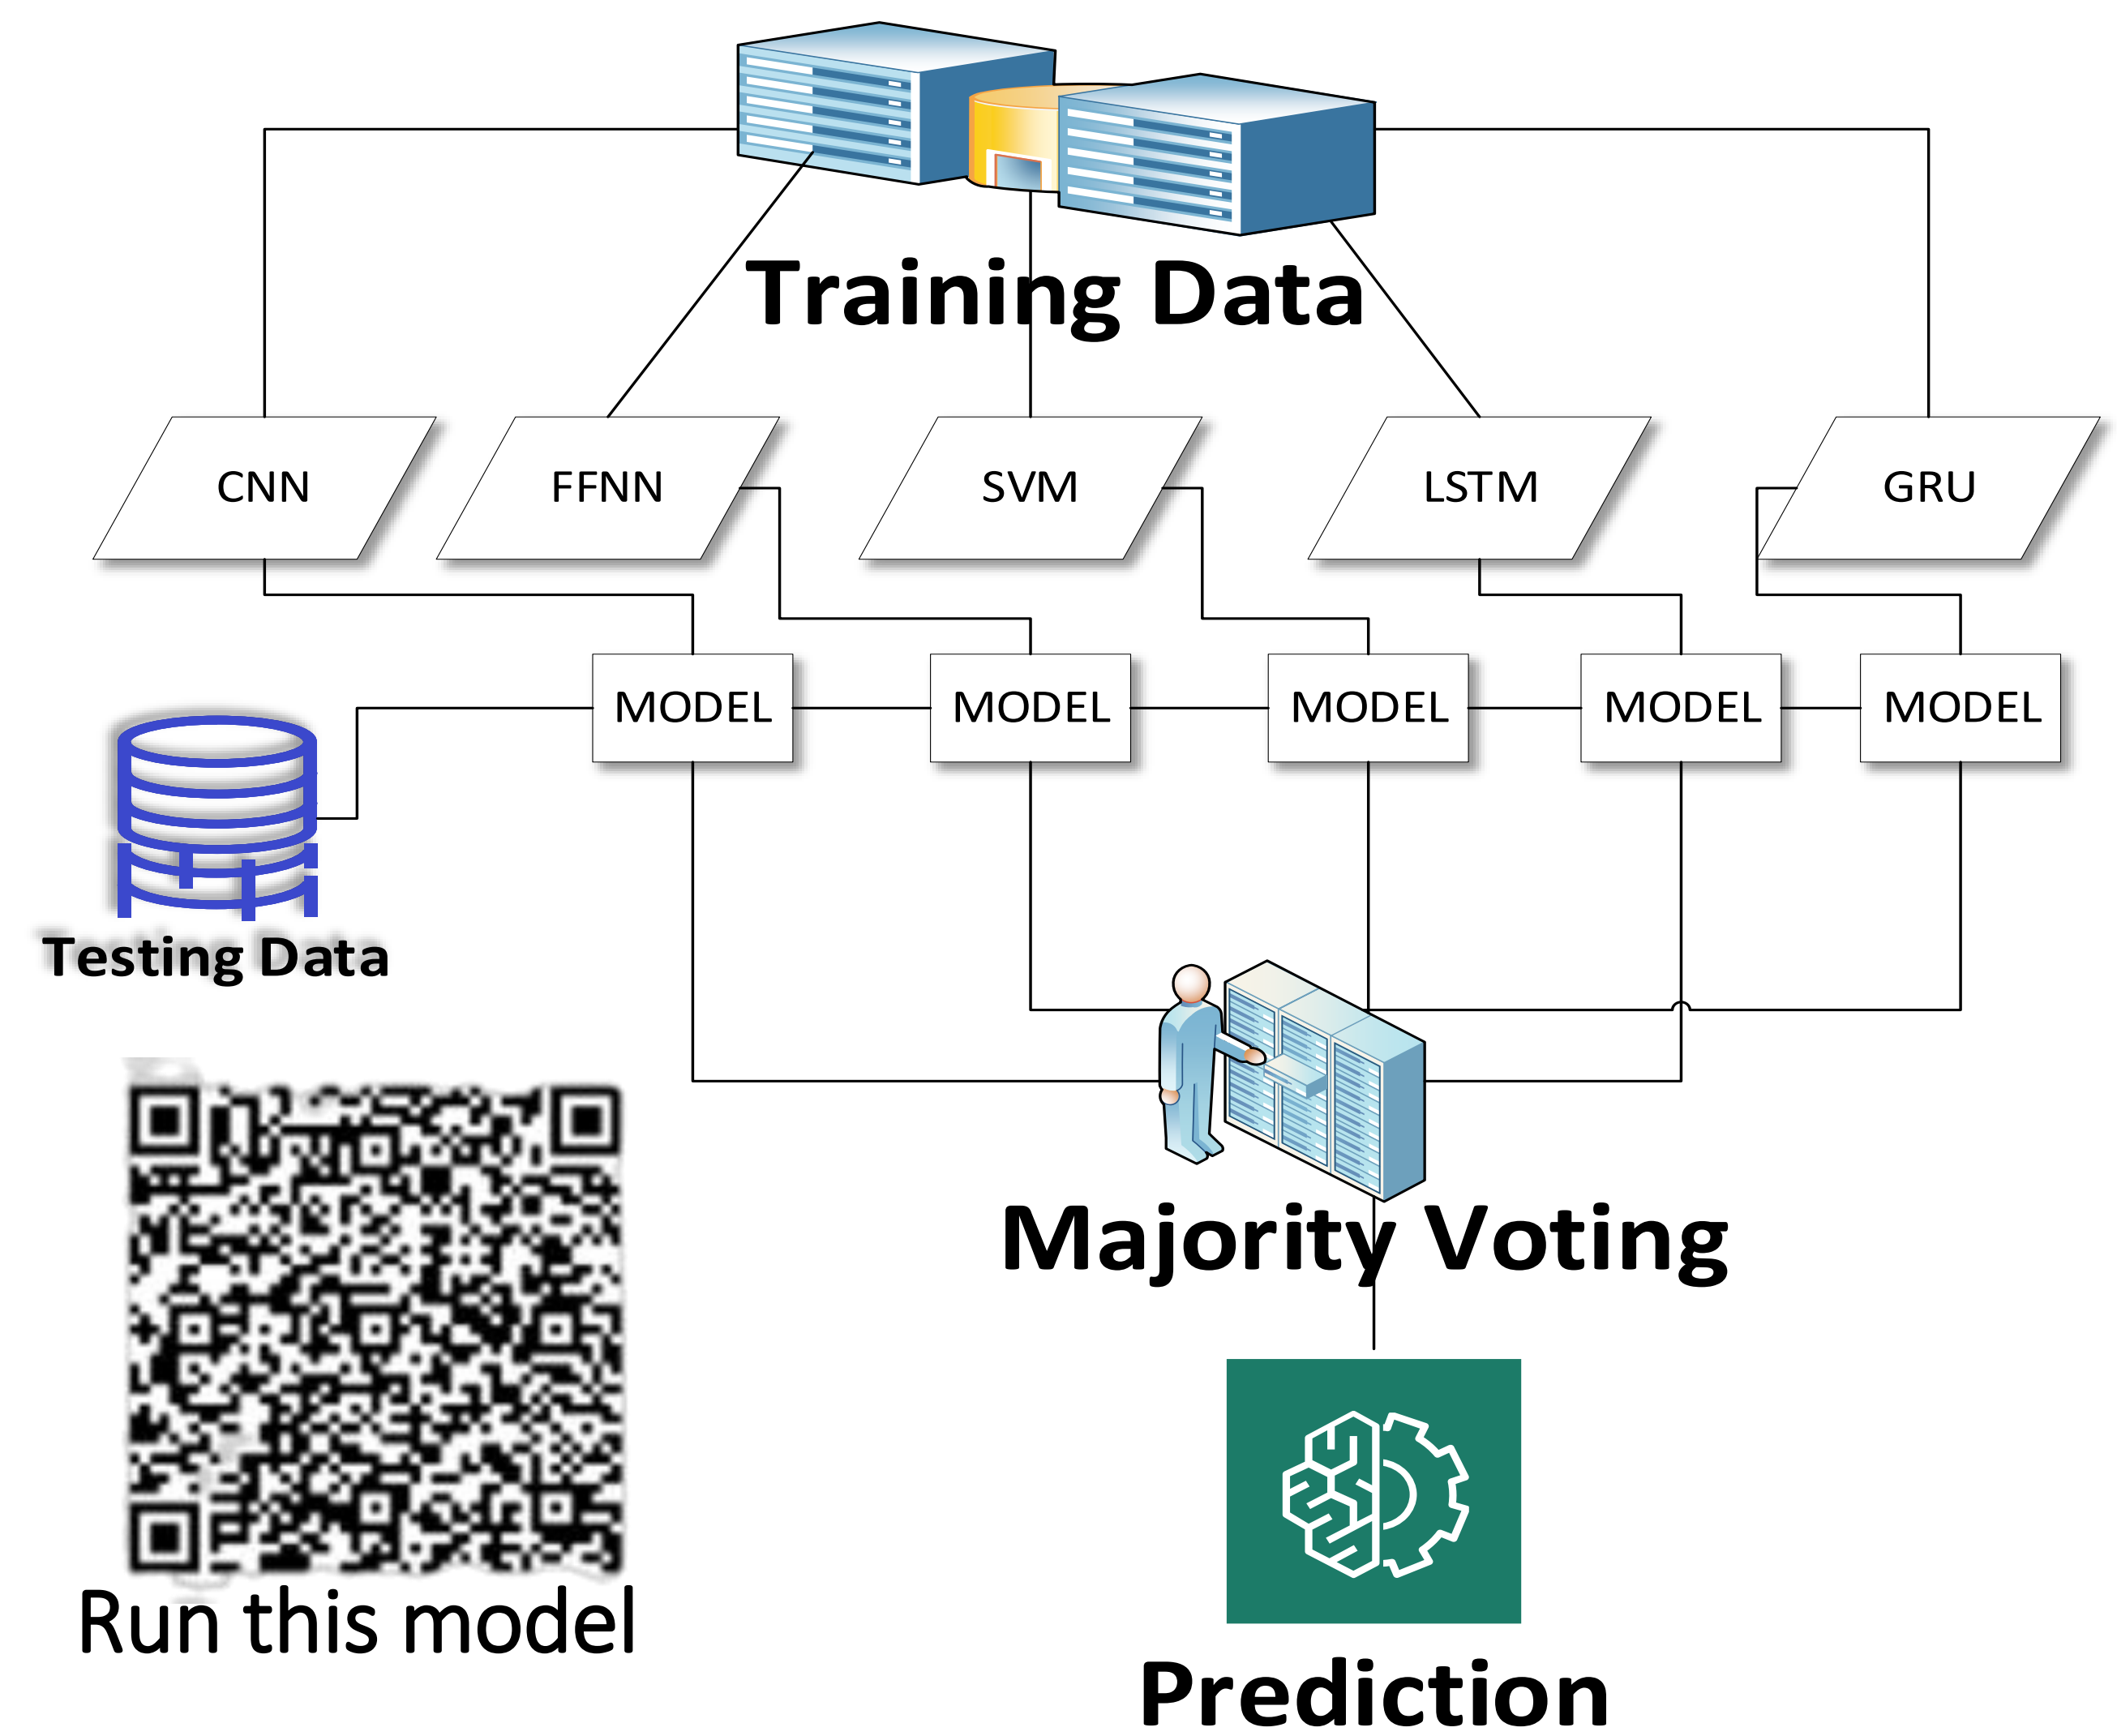 Training Data
CNN
FFNN
SVM
LSTM
GRU
MODEL
MODEL
MODEL
MODEL
MODEL
Testing Data
Majority Voting
Run this model
Prediction